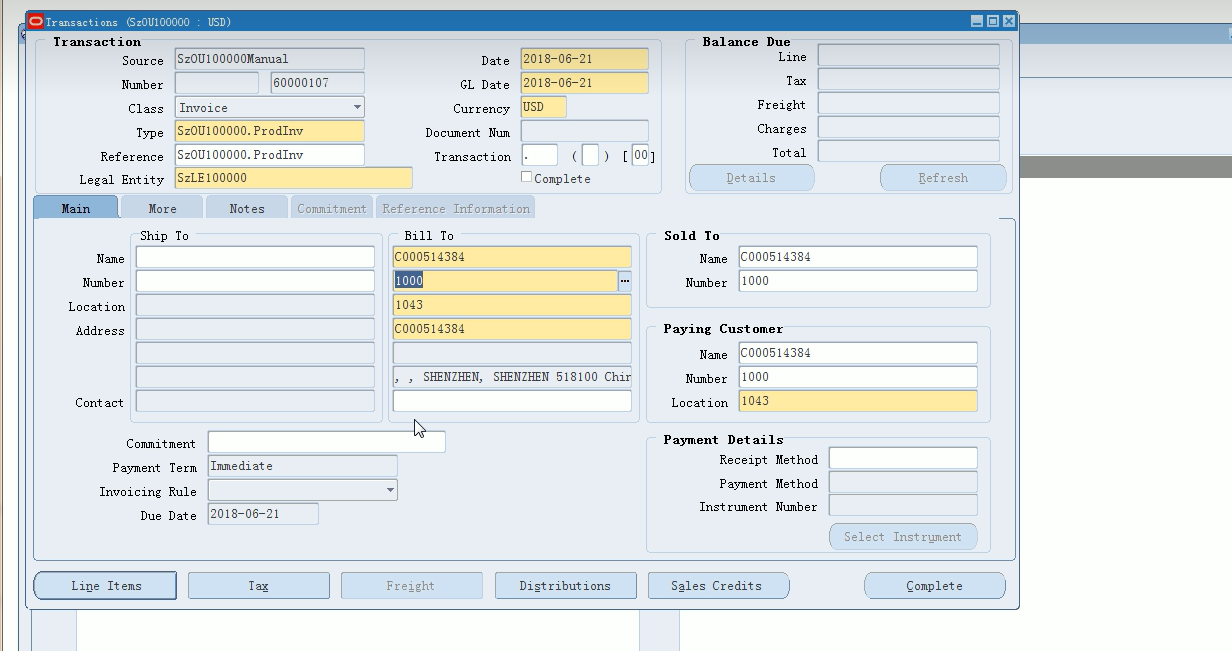 Transactions (SzOU100000 : USD)
Transaction
Source SzOU100000Manual
Number 60000107
Class Invoice
Type SzOU100000.ProdInv
Reference SzOU100000.ProdInv
Legal Entity SzLE100000
Date 2018-06-21
GL Date 2018-06-21
Currency USD
Document Num
Transaction . ( ) [ 00 ]
Complete
Balance Due
Line
Tax
Freight
Charges
Total
Details Refresh
Main More Notes Commitment Reference Information
Ship To
Name
Number
Location
Address
Contact
Bill To
C000514384
1000 ...
1043
C000514384
, , SHENZHEN, SHENZHEN 518100 Chir
Sold To
Name C000514384
Number 1000
Paying Customer
Name C000514384
Number 1000
Location 1043
Commitment
Payment Term Immediate
Invoicing Rule
Due Date 2018-06-21
Payment Details
Receipt Method
Payment Method
Instrument Number
Select Instrument
Line Items Tax Freight Distributions Sales Credits Complete